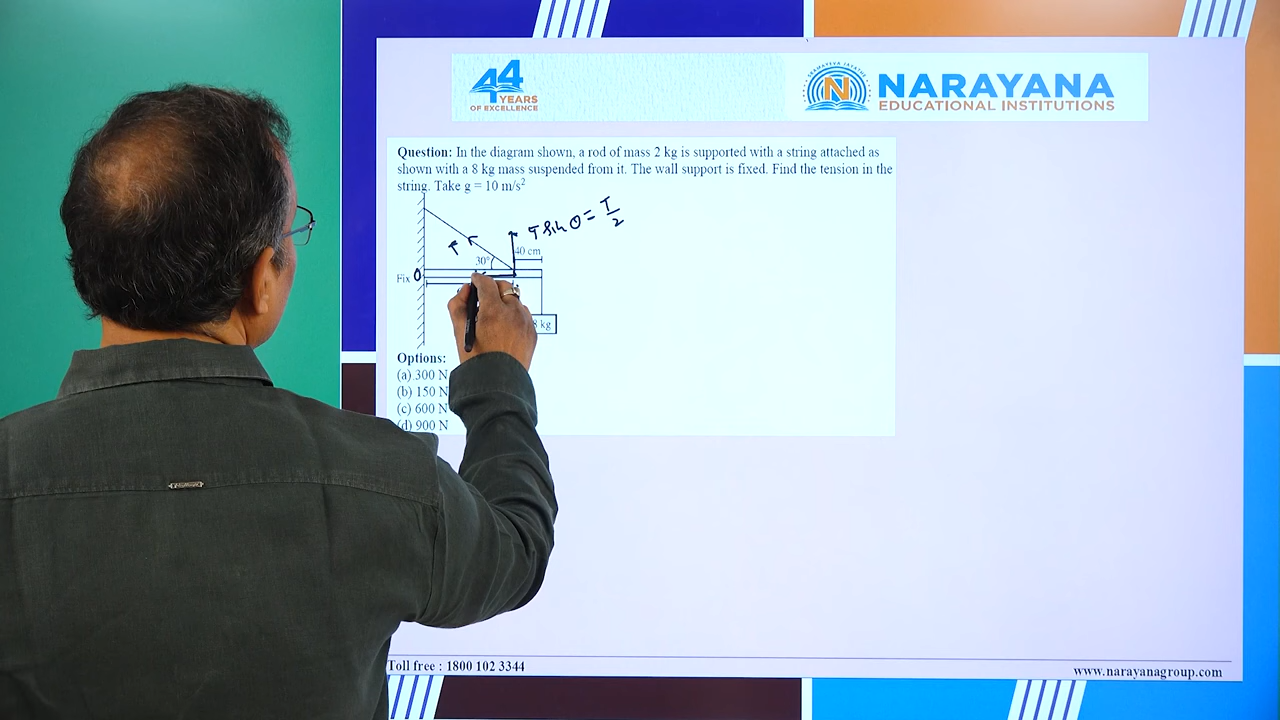 44
YEARS
OF EXCELLENCE
SAMAVAYA JAYATHE
N
NARAYANA
EDUCATIONAL INSTITUTIONS
Question: In the diagram shown, a rod of mass 2 kg is supported with a string attached as
shown with a 8 kg mass suspended from it. The wall support is fixed. Find the tension in the
string. Take g = 10 m/s²
T sin θ = T/2
T
40 cm
30°
Fix
O
8 kg
Options:
(a) 300 N
(b) 150 N
(c) 600 N
(d) 900 N
Toll free : 1800 102 3344
www.narayanagroup.com